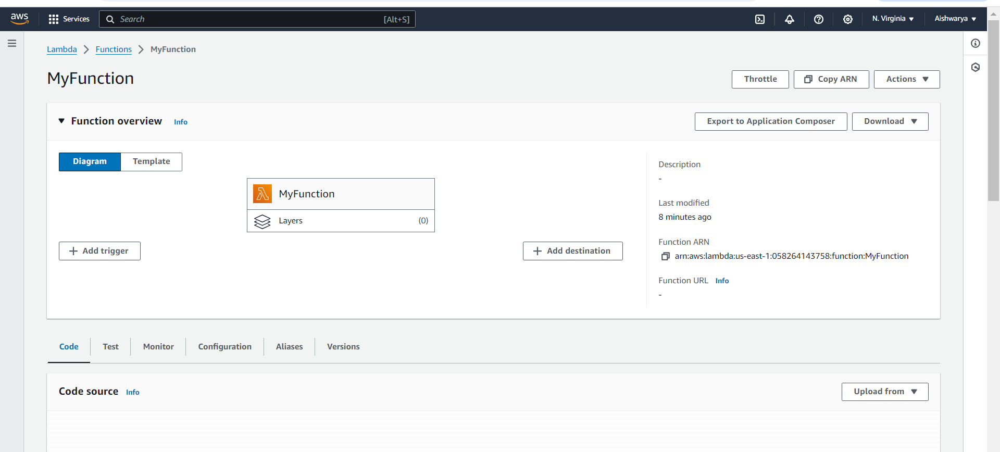 aws Services Search [Alt+S] N. Virginia Aishwarya
Lambda Functions MyFunction
MyFunction
Throttle Copy ARN Actions
Function overview Info
Export to Application Composer Download
Diagram Template
MyFunction
Layers (0)
Add trigger
Add destination
Description
-
Last modified
8 minutes ago
Function ARN
arn:aws:lambda:us-east-1:058264143758:function:MyFunction
Function URL Info
-
Code Test Monitor Configuration Aliases Versions
Code source Info
Upload from